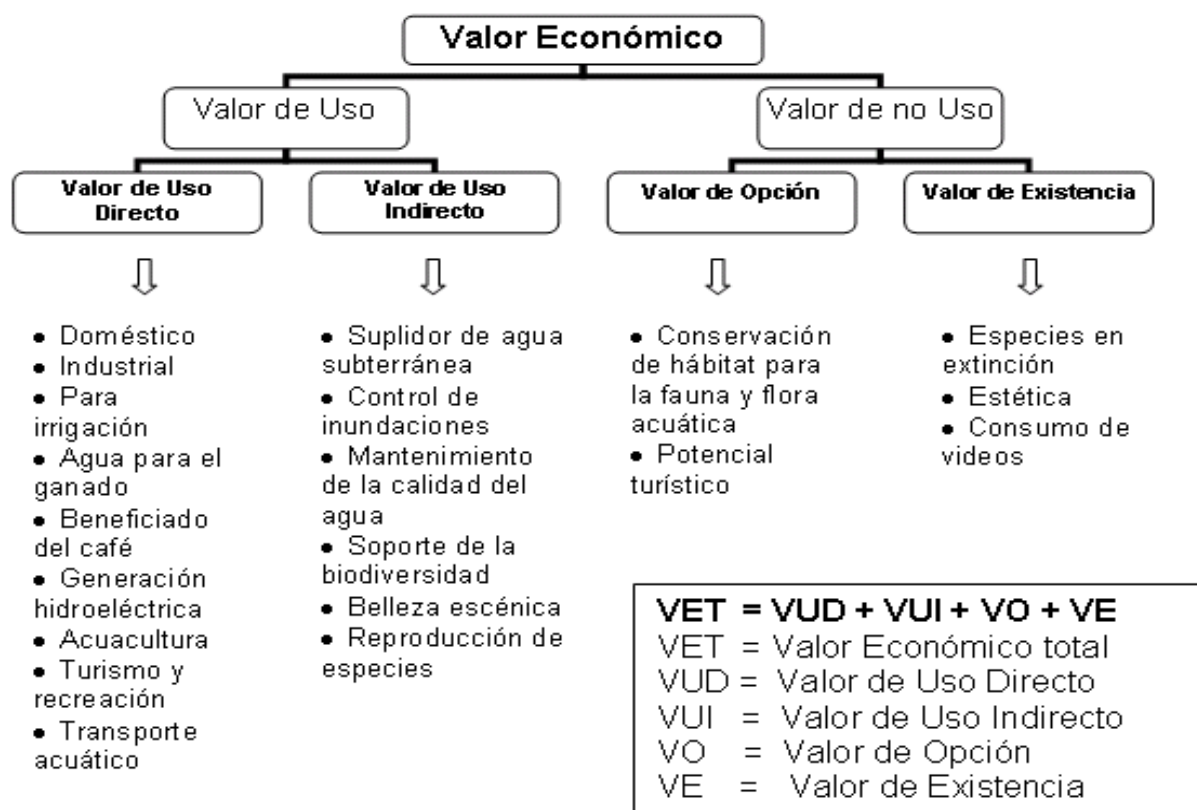 Valor Económico
Valor de Uso
Valor de no Uso
Valor de Uso
Directo
Valor de Uso
Indirecto
Valor de Opción
Valor de Existencia
• Doméstico
• Industrial
• Para
irrigación
• Agua para el
ganado
• Beneficiado
del café
• Generación
hidroeléctrica
• Acuacultura
• Turismo y
recreación
• Transporte
acuático
• Suplidor de agua
subterránea
• Control de
inundaciones
• Mantenimiento
de la calidad del
agua
• Soporte de la
biodiversidad
• Belleza escénica
• Reproducción de
especies
• Conservación
de hábitat para
la fauna y flora
acuática
• Potencial
turístico
• Especies en
extinción
• Estética
• Consumo de
videos
VET = VUD + VUI + VO + VE
VET = Valor Económico total
VUD = Valor de Uso Directo
VUI = Valor de Uso Indirecto
VO = Valor de Opción
VE = Valor de Existencia